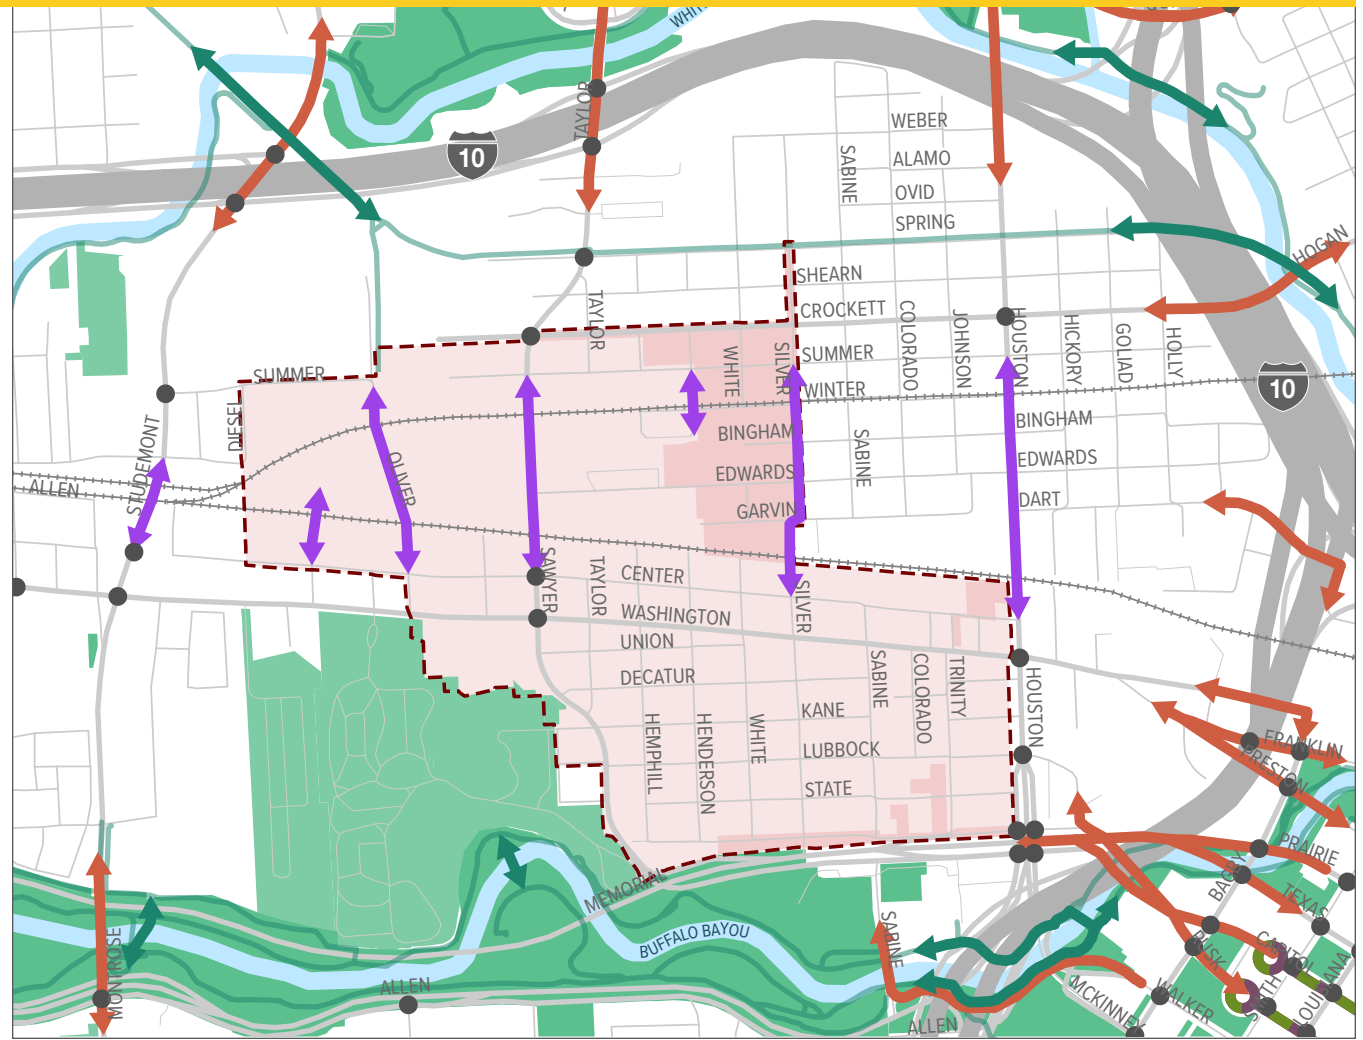 WHIT
TAYLOR
10
WEBER
SABINE
ALAMO
OVID
SPRING
HOGAN
SHEARN
TAYLOR
CROCKETT
COLORADO
JOHNSON
HOUSTON
HICKORY
GOLIAD
HOLLY
SUMMER
WHITE
SILVER
SUMMER
WINTER
10
DIESEL
STUDEMONT
BINGHAM
BINGHAM
SABINE
OLIVER
EDWARDS
EDWARDS
ALLEN
GARVIN
DART
SAWYER
TAYLOR
CENTER
SILVER
WASHINGTON
UNION
DECATUR
SABINE
COLORADO
TRINITY
HOUSTON
KANE
HEMPHILL
HENDERSON
WHITE
LUBBOCK
STATE
FRANKLIN
PRESTON
PRAIRIE
BAGBY
TEXAS
MEMORIAL
BUFFALO BAYOU
SABINE
MONTROSE
RUSK
CAPITOL
LOUISIANA
ALLEN
MCKINNEY
WALKER
ALLEN